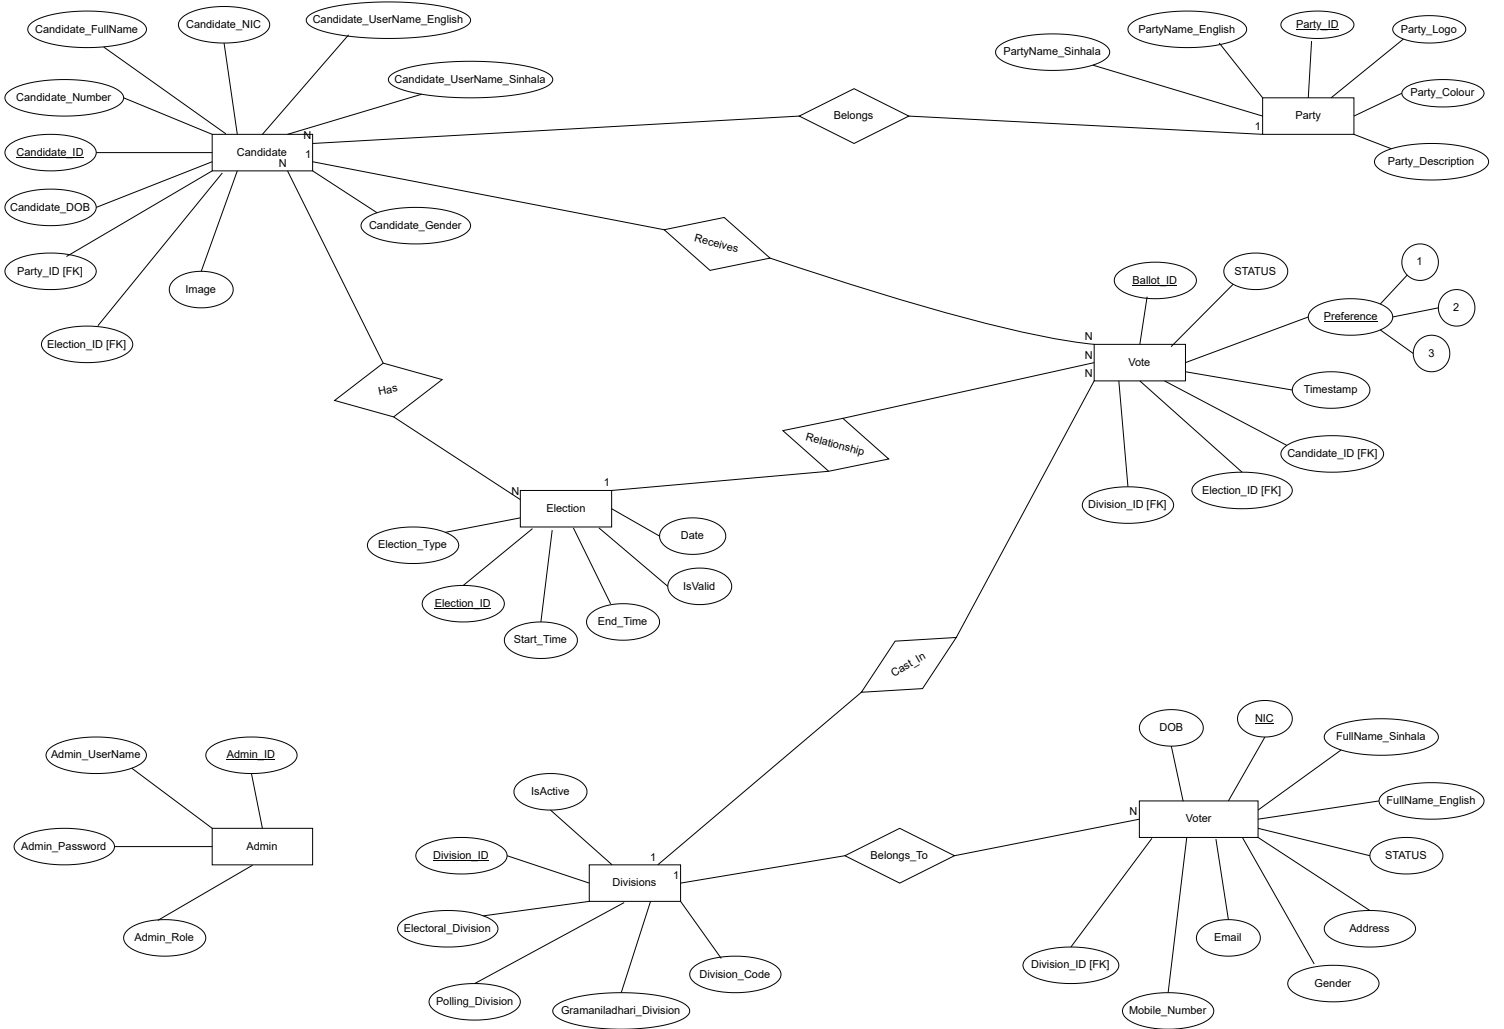 Candidate_FullName
Candidate_NIC
Candidate_UserName_English
Candidate_UserName_Sinhala
Candidate_Number
Candidate_ID
Candidate_DOB
Party_ID [FK]
Election_ID [FK]
Image
Candidate_Gender
Candidate
N
1
N
Belongs
1
PartyName_Sinhala
PartyName_English
Party_ID
Party_Logo
Party_Colour
Party_Description
Party
Receives
Has
Ballot_ID
STATUS
Preference
1
2
3
Timestamp
Candidate_ID [FK]
Election_ID [FK]
Division_ID [FK]
Vote
N
N
N
Relationship
N
1
Election
Election_Type
Election_ID
Start_Time
End_Time
IsValid
Date
Cast_In
Admin_UserName
Admin_ID
Admin_Password
Admin
Admin_Role
IsActive
Division_ID
1
1
Divisions
Electoral_Division
Polling_Division
Gramaniladhari_Division
Division_Code
Belongs_To
N
DOB
NIC
FullName_Sinhala
FullName_English
STATUS
Address
Gender
Email
Mobile_Number
Division_ID [FK]
Voter